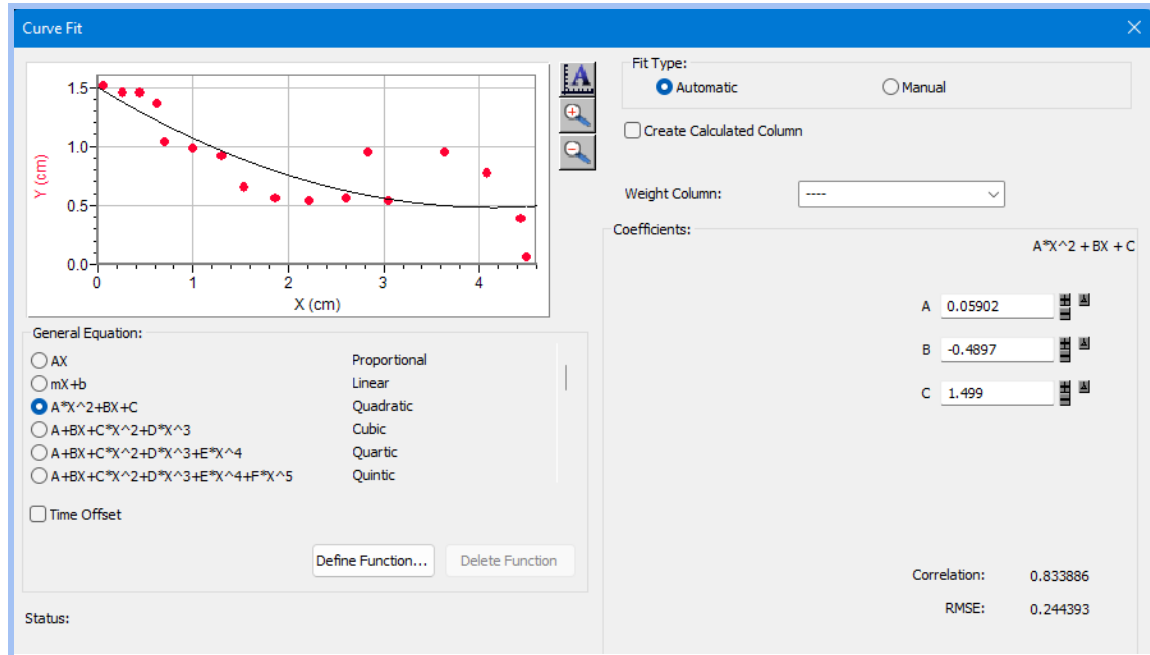 Curve Fit
1.5
1.0
0.5
0.0
Y (cm)
0 1 2 3 4
X (cm)
Fit Type:
Automatic Manual
Create Calculated Column
Weight Column: ----
General Equation:
AX Proportional
mX+b Linear
A*X^2+BX+C Quadratic
A+BX+C*X^2+D*X^3 Cubic
A+BX+C*X^2+D*X^3+E*X^4 Quartic
A+BX+C*X^2+D*X^3+E*X^4+F*X^5 Quintic
Time Offset
Define Function... Delete Function
Status:
Coefficients:
A*X^2 + BX + C
A 0.05902
B -0.4897
C 1.499
Correlation: 0.833886
RMSE: 0.244393